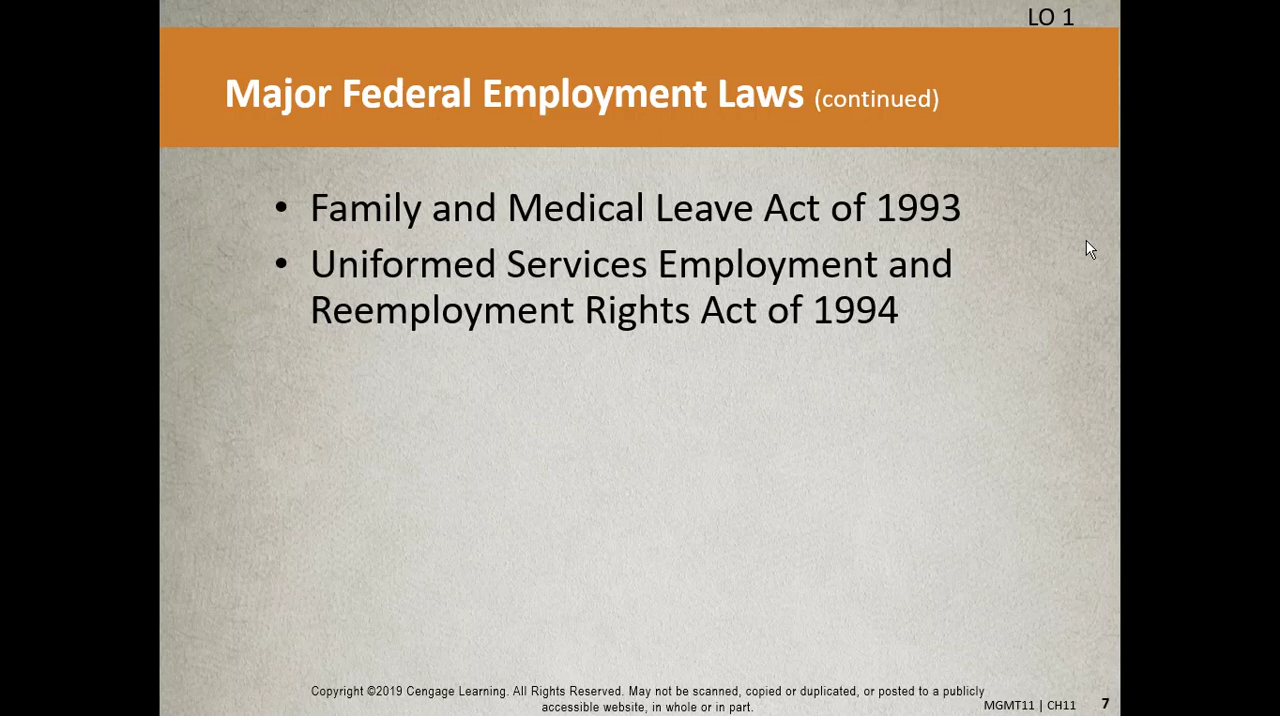 LO 1
Major Federal Employment Laws (continued)
• Family and Medical Leave Act of 1993
• Uniformed Services Employment and
Reemployment Rights Act of 1994
Copyright ©2019 Cengage Learning. All Rights Reserved. May not be scanned, copied or duplicated, or posted to a publicly
accessible website, in whole or in part.
MGMT11 | CH11 7